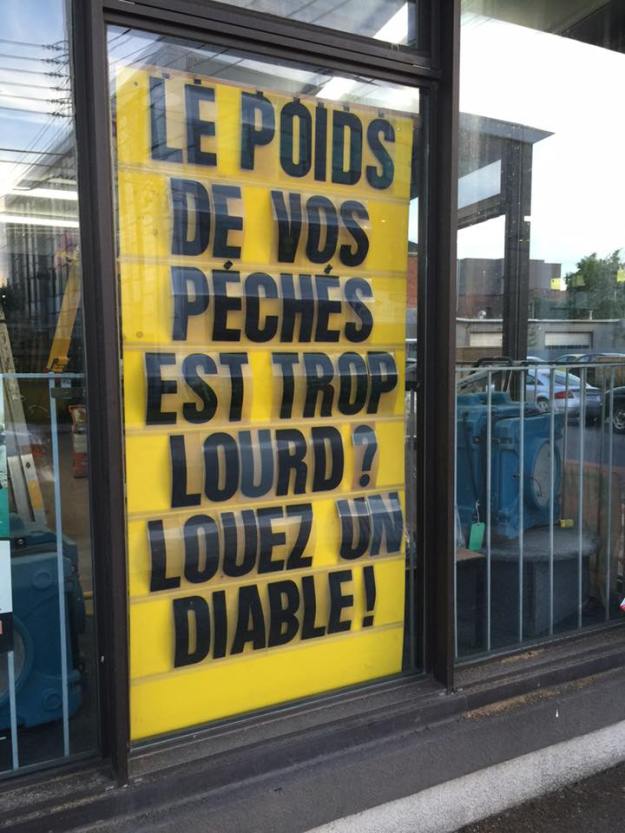 LE POIDS
DE VOS
PÉCHÉS
EST TROP
LOURD ?
LOUEZ UN
DIABLE !